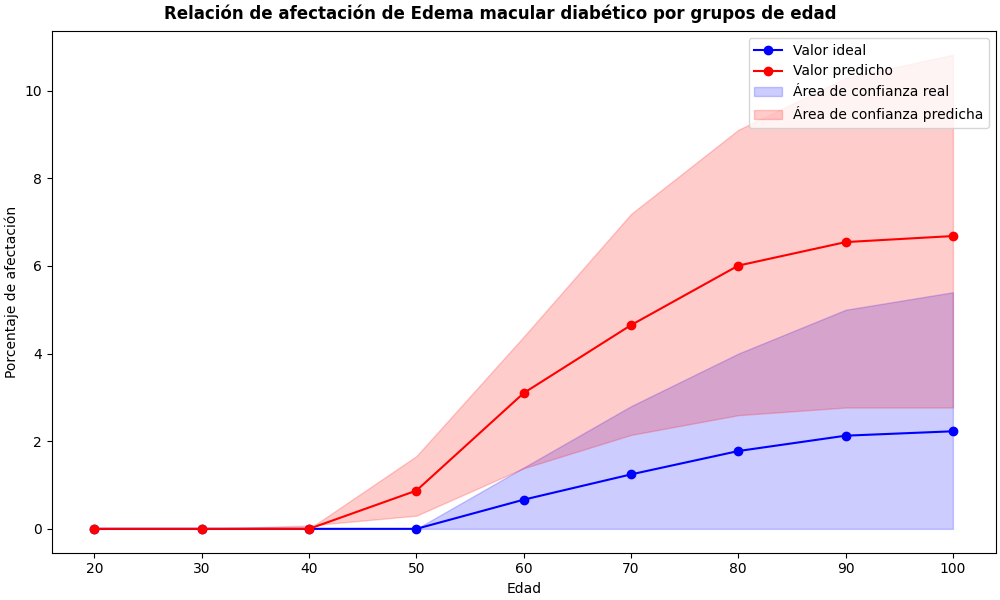 Relación de afectación de Edema macular diabético por grupos de edad
Valor ideal
Valor predicho
Área de confianza real
Área de confianza predicha
Porcentaje de afectación
10
8
6
4
2
0
20 30 40 50 60 70 80 90 100
Edad